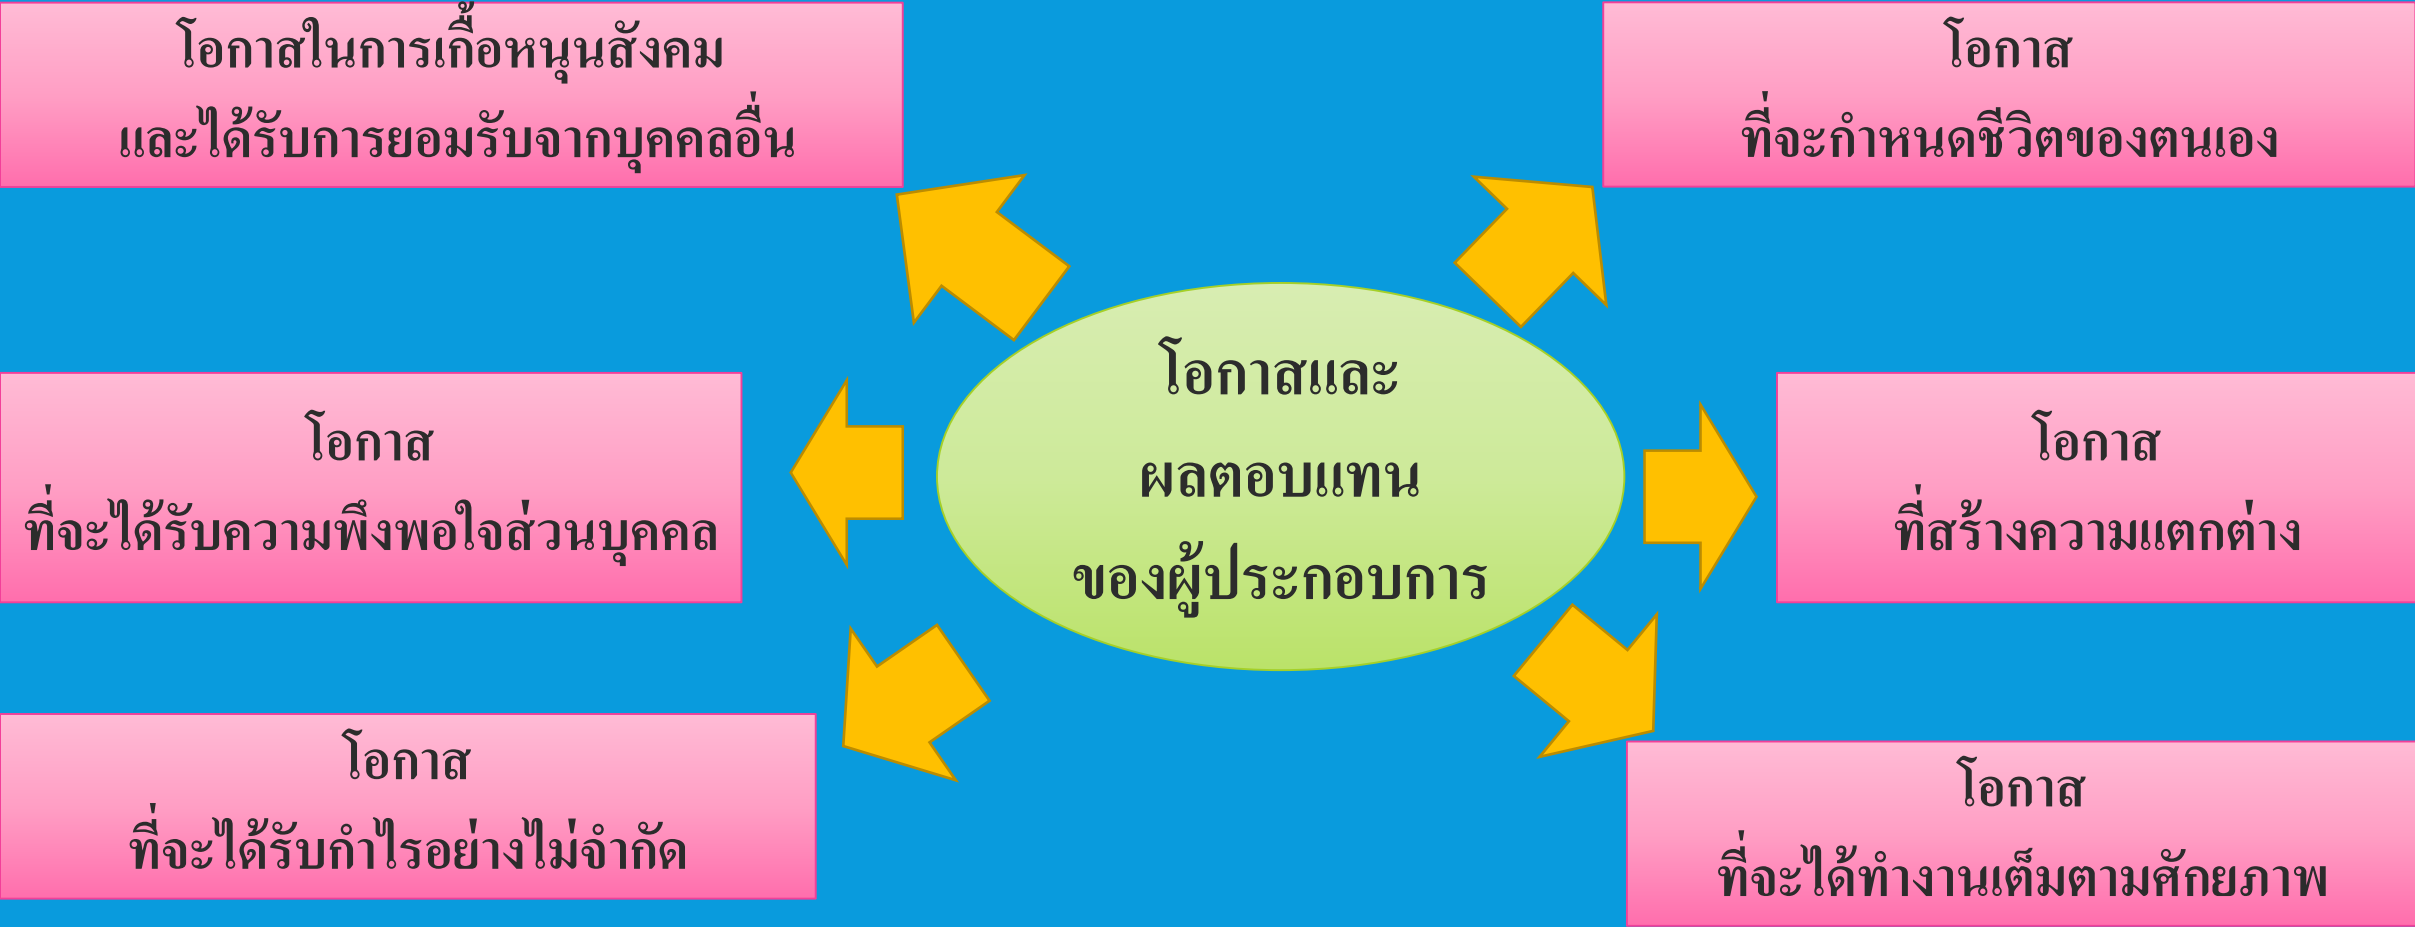 โอกาสในการเกื้อหนุนสังคม
และได้รับการยอมรับจากบุคคลอื่น
โอกาส
ที่จะกำหนดชีวิตของตนเอง
โอกาสและ
ผลตอบแทน
ของผู้ประกอบการ
โอกาส
ที่จะได้รับความพึงพอใจส่วนบุคคล
โอกาส
ที่สร้างความแตกต่าง
โอกาส
ที่จะได้รับกำไรอย่างไม่จำกัด
โอกาส
ที่จะได้ทำงานเต็มตามศักยภาพ